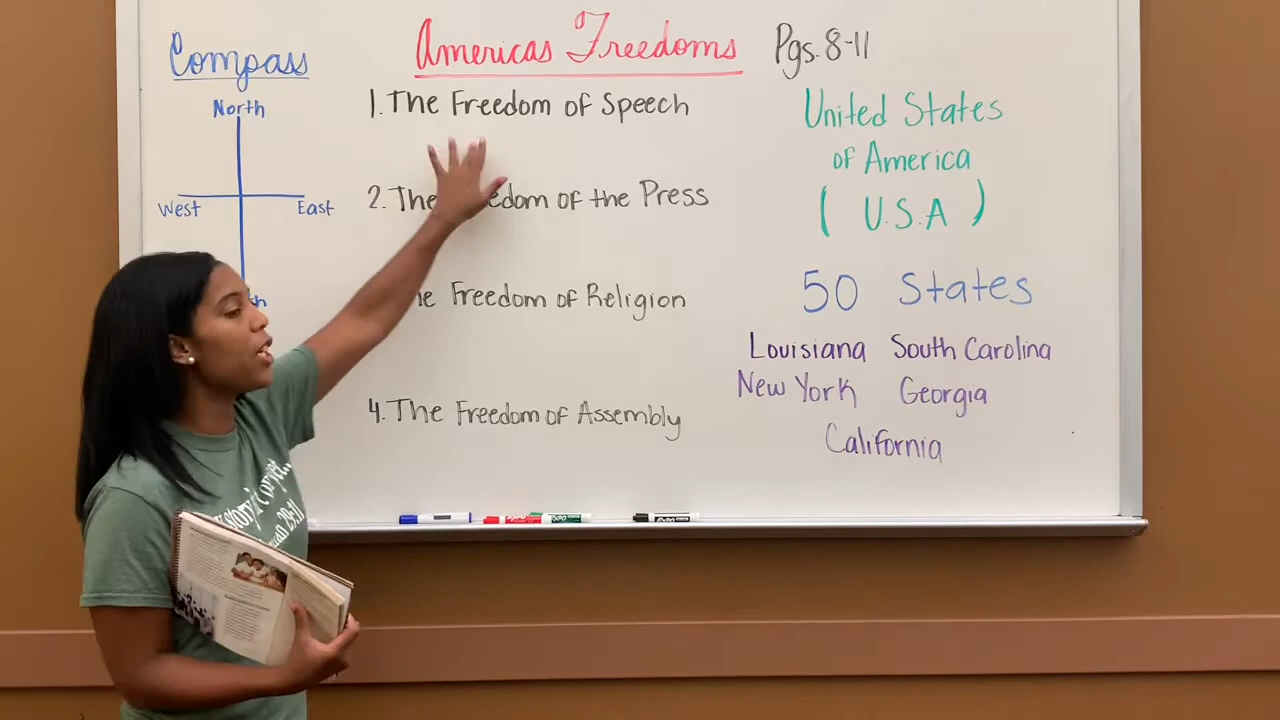 Compass
North
West East
th
Americas Freedoms Pgs. 8-11
1. The Freedom of Speech
2. The edom of the Press
he Freedom of Religion
4. The Freedom of Assembly
United States
of America
( U.S.A )
50 States
Louisiana South Carolina
New York Georgia
California